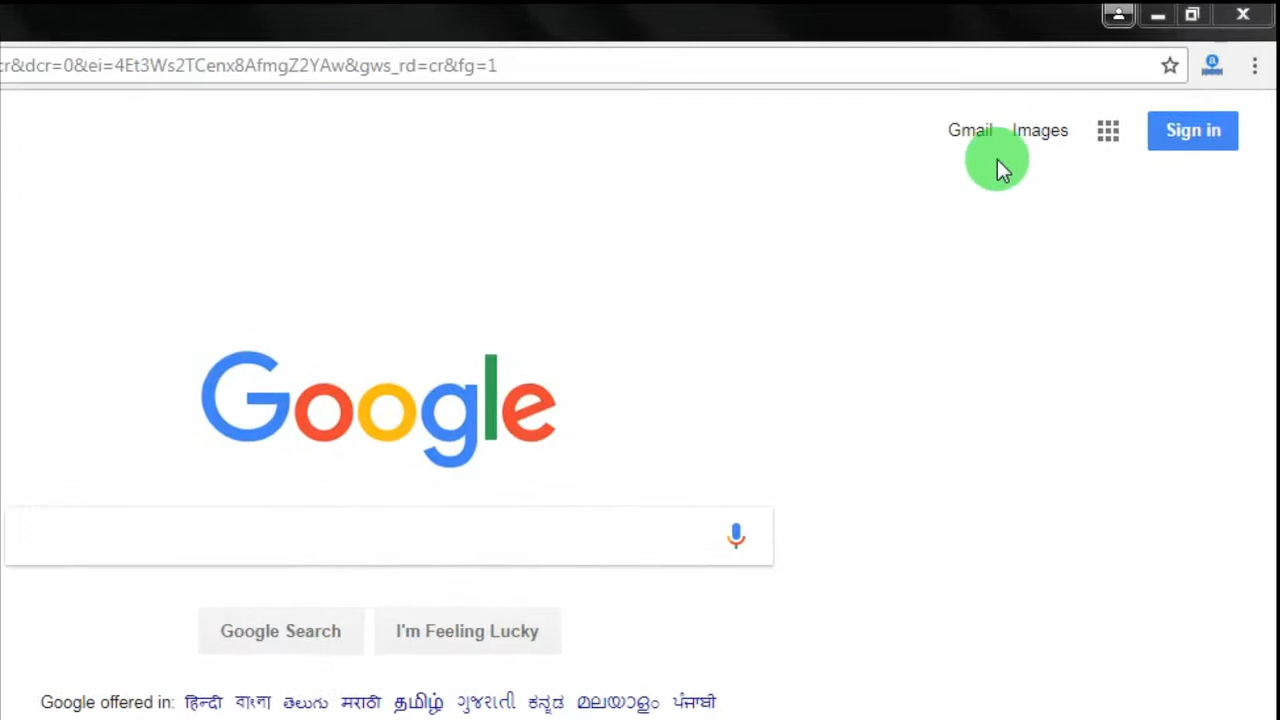 cr&dcr=0&ei=4Et3Ws2TCenx8AfmgZ2YAw&gws_rd=cr&fg=1
Gmail Images Sign in
Google
Google Search I'm Feeling Lucky
Google offered in: हिन्दी বাংলা తెలుగు मराठी தமிழ் ગુજરાતી ಕನ್ನಡ മലയാളം ਪੰਜਾਬੀ